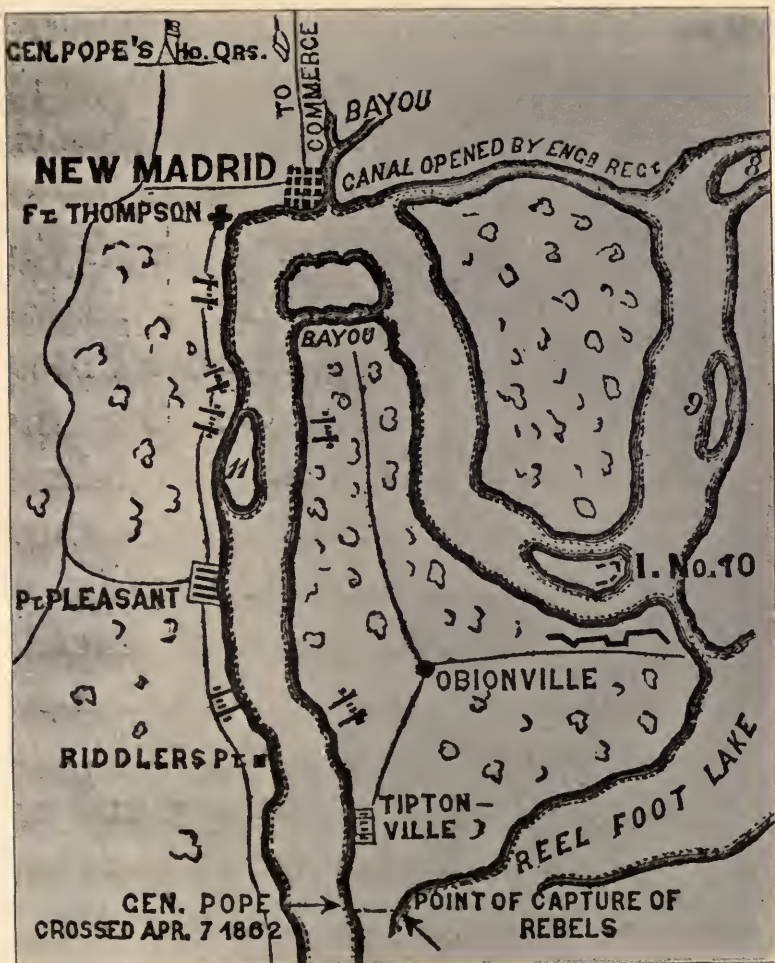 GEN. POPE'S HD. QRS.
TO
COMMERCE
BAYOU
NEW MADRID
CANAL OPENED BY ENGR REGT
8
FT THOMPSON
BAYOU
9
11
I. No. 10
PT PLEASANT
OBIONVILLE
RIDDLERS PT
TIPTON-
VILLE
REEL FOOT LAKE
GEN. POPE
CROSSED APR. 7 1862
POINT OF CAPTURE OF
REBELS